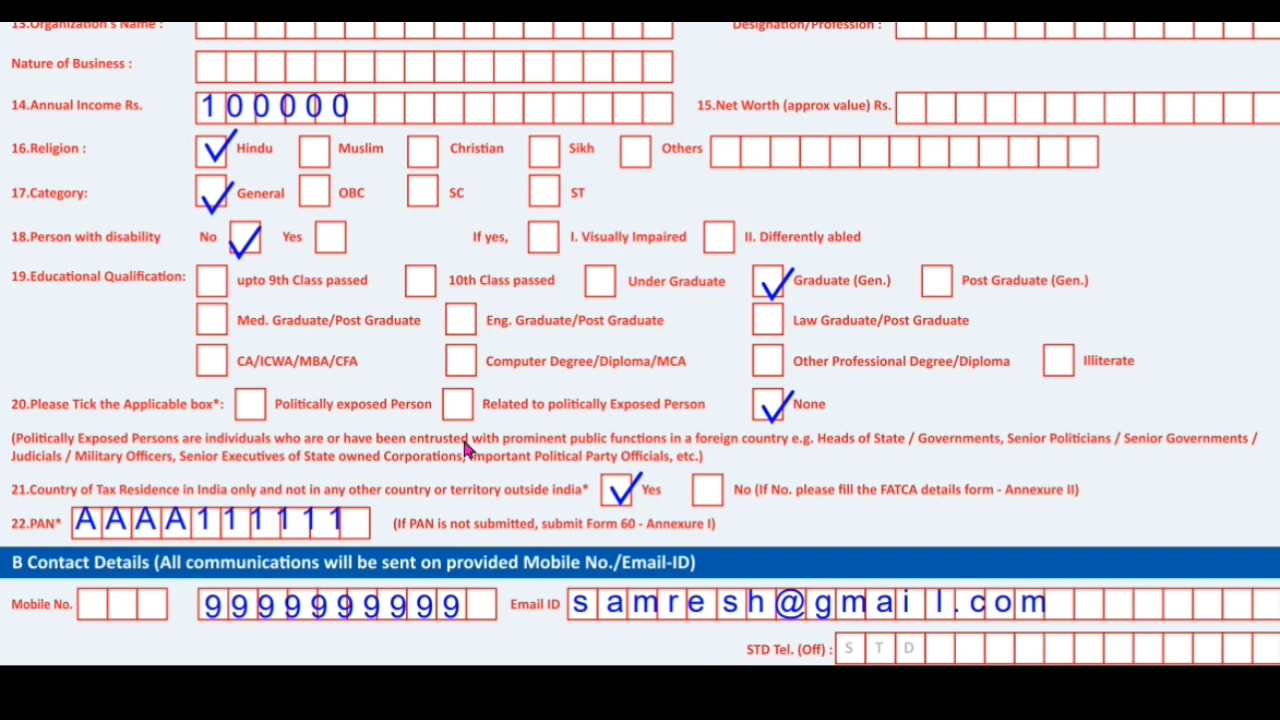 13.Organization's Name : Designation/Profession :
Nature of Business :
14.Annual Income Rs. 100000 15.Net Worth (approx value) Rs.
16.Religion : Hindu Muslim Christian Sikh Others
17.Category: General OBC SC ST
18.Person with disability No Yes If yes, I. Visually Impaired II. Differently abled
19.Educational Qualification: upto 9th Class passed 10th Class passed Under Graduate Graduate (Gen.) Post Graduate (Gen.)
Med. Graduate/Post Graduate Eng. Graduate/Post Graduate Law Graduate/Post Graduate
CA/ICWA/MBA/CFA Computer Degree/Diploma/MCA Other Professional Degree/Diploma Illiterate
20.Please Tick the Applicable box*: Politically exposed Person Related to politically Exposed Person None
(Politically Exposed Persons are individuals who are or have been entrusted with prominent public functions in a foreign country e.g. Heads of State / Governments, Senior Politicians / Senior Governments /
Judicials / Military Officers, Senior Executives of State owned Corporations, important Political Party Officials, etc.)
21.Country of Tax Residence in India only and not in any other country or territory outside india* Yes No (If No. please fill the FATCA details form - Annexure II)
22.PAN* AAAA11111 (If PAN is not submitted, submit Form 60 - Annexure I)
B Contact Details (All communications will be sent on provided Mobile No./Email-ID)
Mobile No. 9999999999 Email ID samresh@gmail.com
STD Tel. (Off) : S T D